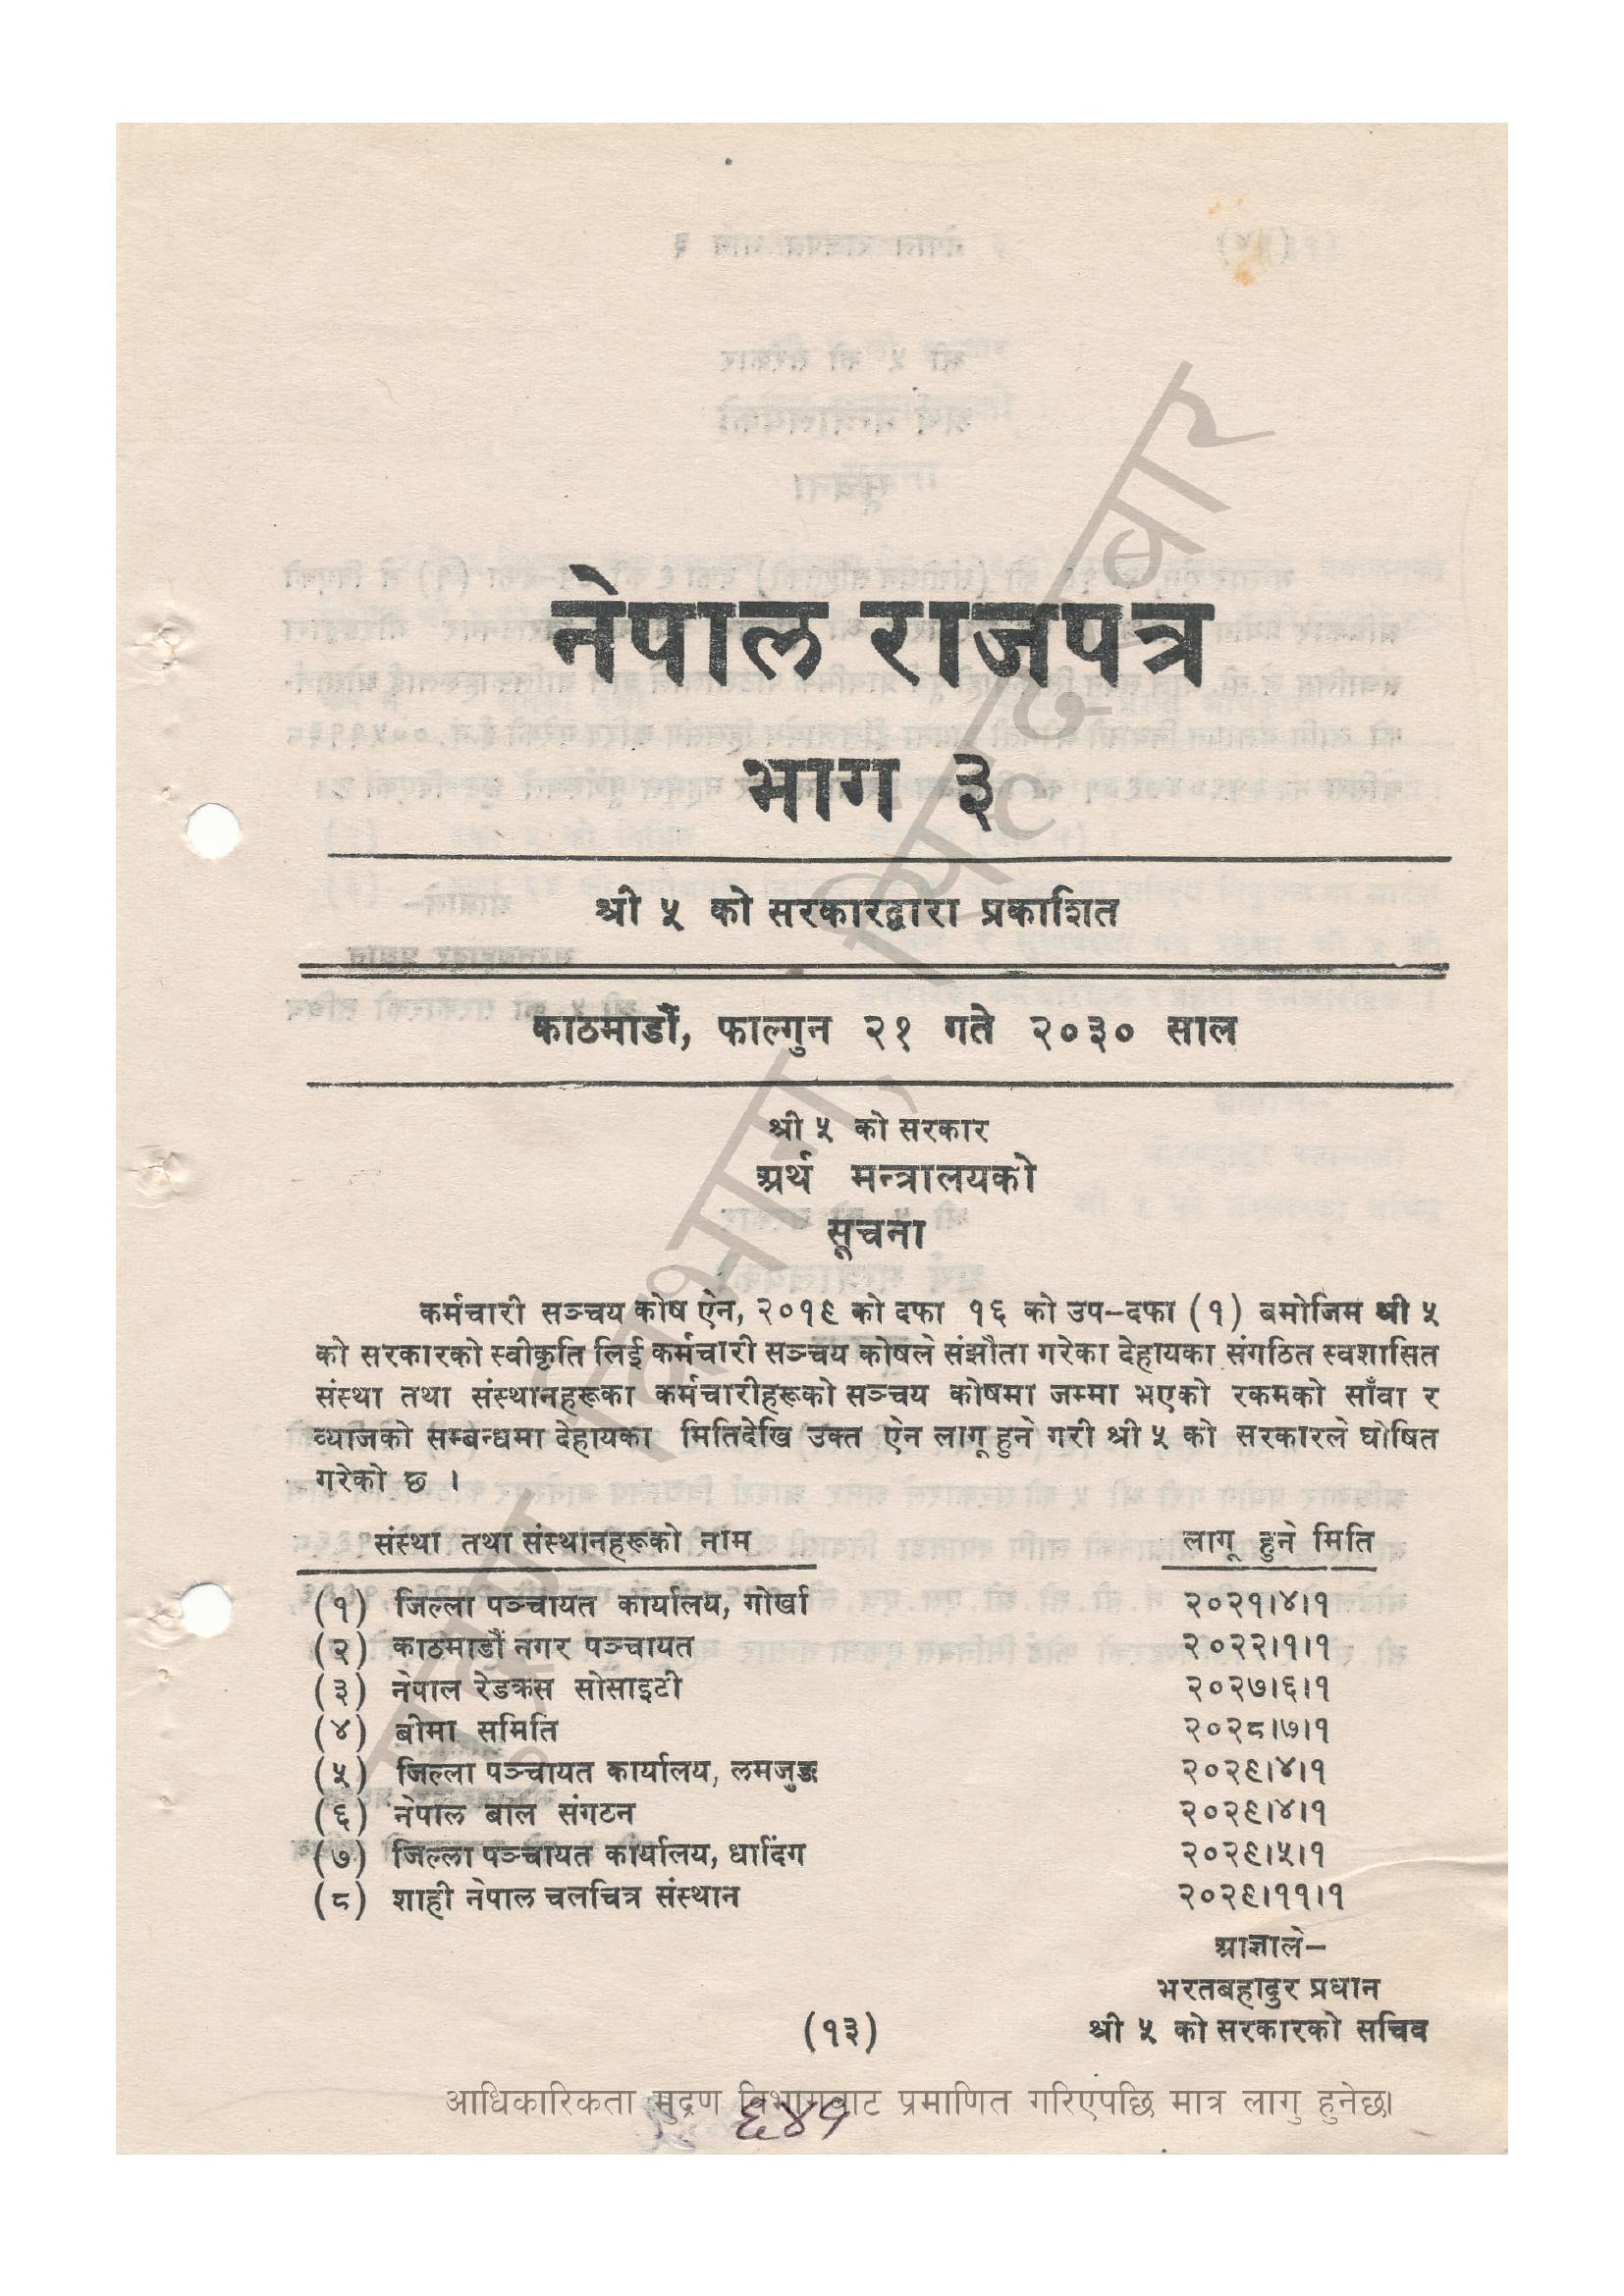 नेपाल राजपत्र
भाग ३
श्री ५ को सरकारद्वारा प्रकाशित
काठमाडौं, फाल्गुन २१ गते २०३० साल
श्री ५ को सरकार
अर्थ मन्त्रालयको
सूचना
कर्मचारी सञ्चय कोष ऐन, २०१९ को दफा १६ को उप-दफा (१) बमोजिम श्री ५
को सरकारको स्वीकृति लिई कर्मचारी सञ्चय कोषले संझौता गरेका देहायका संगठित स्वशासित
संस्था तथा संस्थानहरूका कर्मचारीहरूको सञ्चय कोषमा जम्मा भएको रकमको साँवा र
व्याजको सम्बन्धमा देहायका मितिदेखि उक्त ऐन लागू हुने गरी श्री ५ को सरकारले घोषित
गरेको छ ।
संस्था तथा संस्थानहरूको नाम लागू हुने मिति
(१) जिल्ला पञ्चायत कार्यालय, गोर्खा २०२१।४।१
(२) काठमाडौं नगर पञ्चायत २०२२।१।१
(३) नेपाल रेडक्रस सोसाइटी २०२७।६।१
(४) बीमा समिति २०२८।७।१
(५) जिल्ला पञ्चायत कार्यालय, लमजुङ २०२९।४।१
(६) नेपाल बाल संगटन २०२९।४।१
(७) जिल्ला पञ्चायत कार्यालय, धादिंग २०२९।५।१
(८) शाही नेपाल चलचित्र संस्थान २०२९।११।१
आज्ञाले-
भरतबहादुर प्रधान
श्री ५ को सरकारको सचिव
(१३)
आधिकारिकता मुद्रण विभागबाट प्रमाणित गरिएपछि मात्र लागु हुनेछ।
६४१
मुद्रण विभाग, सिंहदरबार